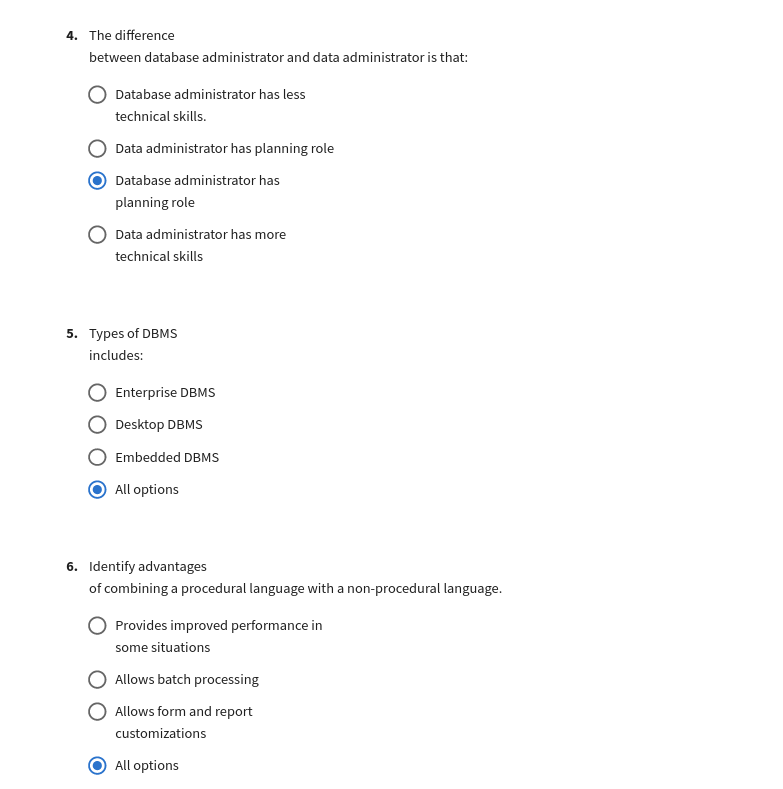 4. The difference
between database administrator and data administrator is that:
Database administrator has less
technical skills.
Data administrator has planning role
Database administrator has
planning role
Data administrator has more
technical skills
5. Types of DBMS
includes:
Enterprise DBMS
Desktop DBMS
Embedded DBMS
All options
6. Identify advantages
of combining a procedural language with a non-procedural language.
Provides improved performance in
some situations
Allows batch processing
Allows form and report
customizations
All options